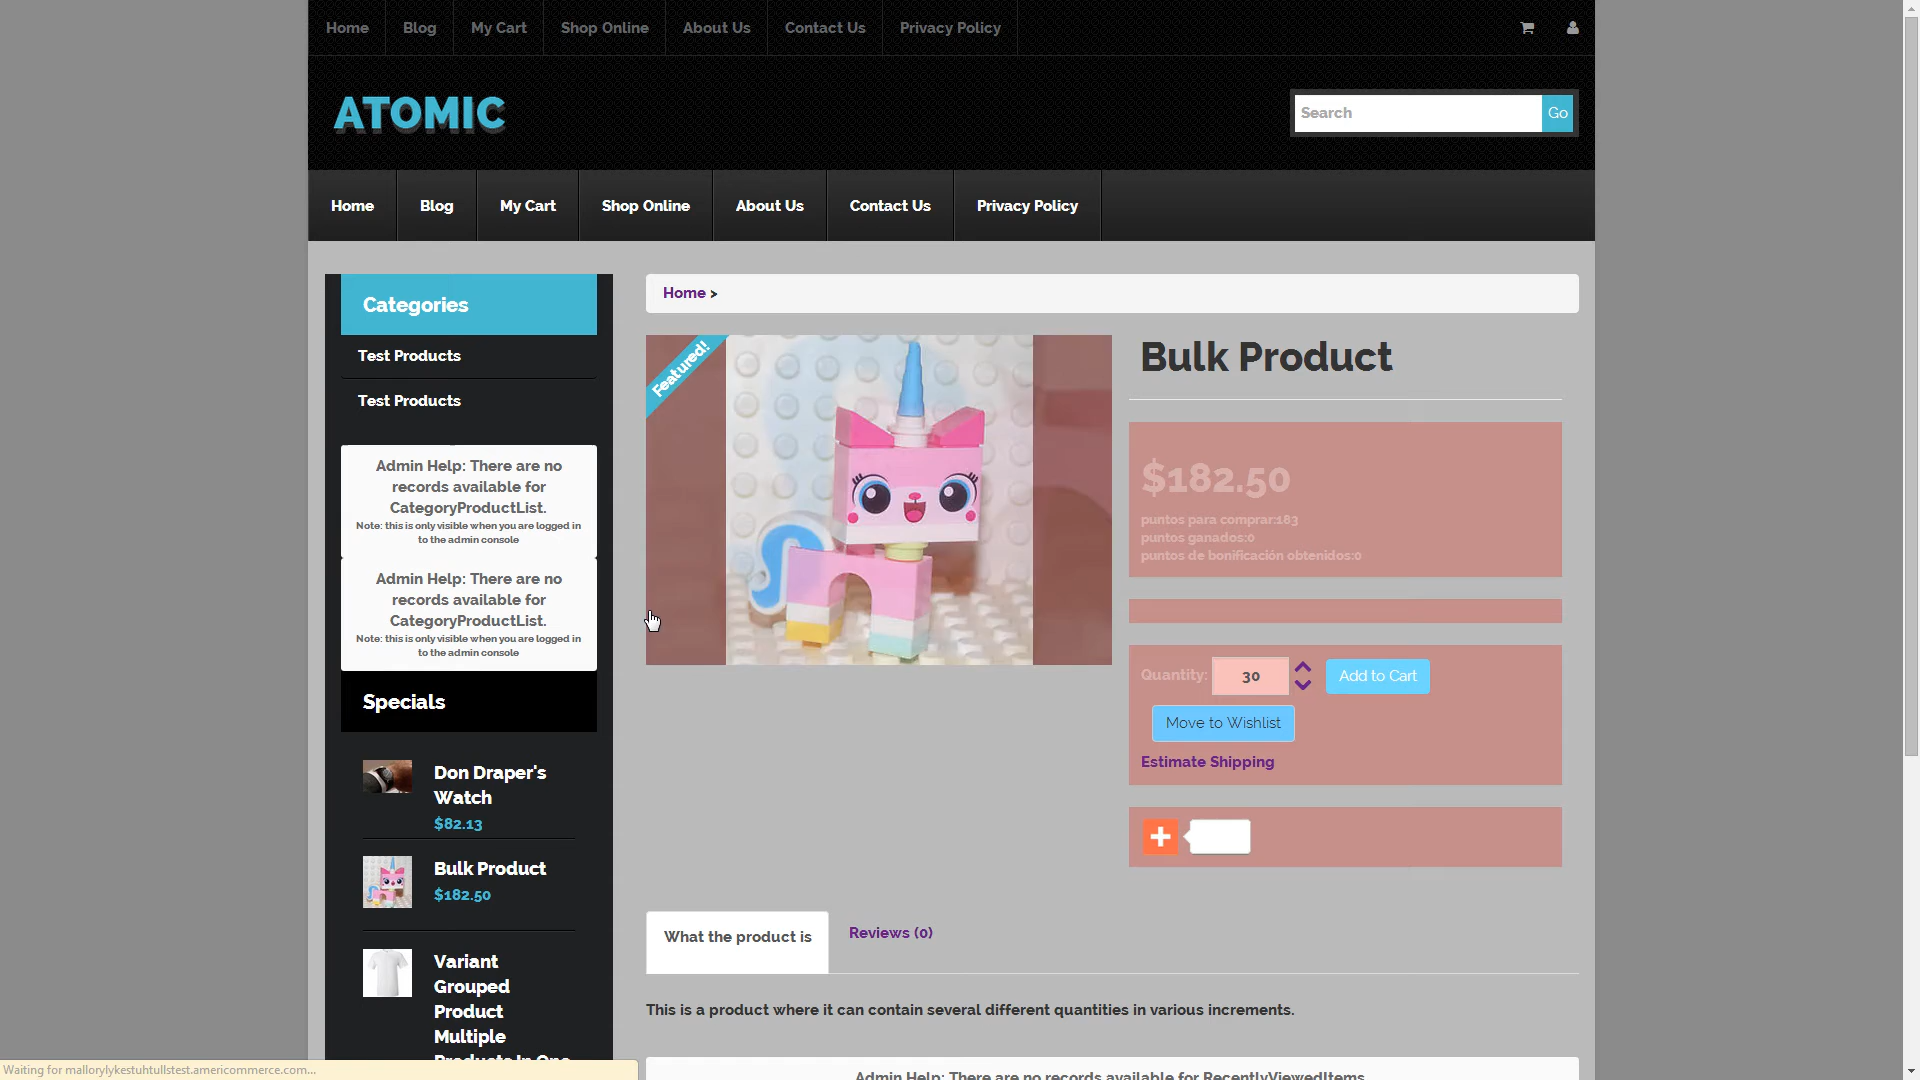 Home Blog My Cart Shop Online About Us Contact Us Privacy Policy
ATOMIC
Search Go
Home Blog My Cart Shop Online About Us Contact Us Privacy Policy
Categories
Test Products
Test Products
Admin Help: There are no
records available for
CategoryProductList.
Note: this is only visible when you are logged in
to the admin console
Admin Help: There are no
records available for
CategoryProductList.
Note: this is only visible when you are logged in
to the admin console
Specials
Don Draper's
Watch
$82.13
Bulk Product
$182.50
Variant
Grouped
Product
Multiple
Products In One
Home >
Featured!
Bulk Product
$182.50
puntos para comprar:183
puntos ganados:0
puntos de bonificación obtenidos:0
Quantity: 30 Add to Cart
Move to Wishlist
Estimate Shipping
What the product is Reviews (0)
This is a product where it can contain several different quantities in various increments.
Admin Help: There are no records available for RecentlyViewedItems.
Waiting for mallorylykestuhtullstest.americommerce.com...